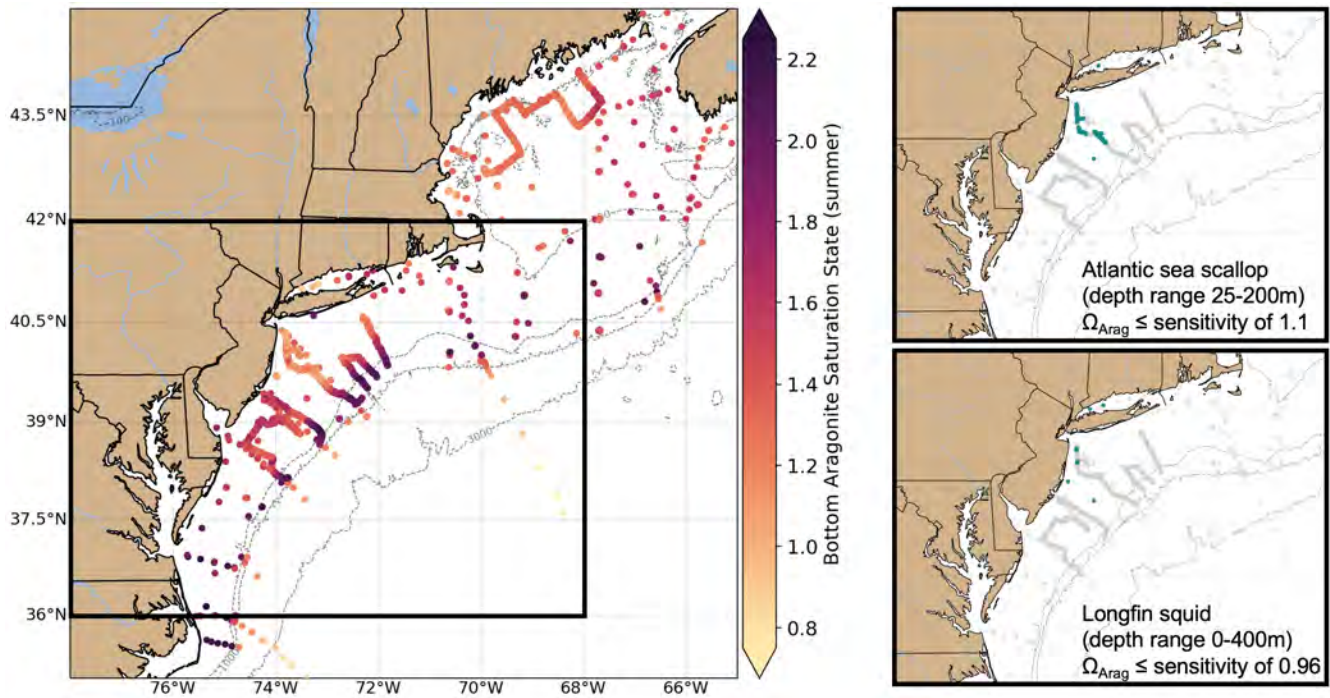 43.5°N
42°N
40.5°N
39°N
37.5°N
36°N
76°W
74°W
72°W
70°W
68°W
66°W
100
3000
1000
2.2
2.0
1.8
1.6
1.4
1.2
1.0
0.8
Bottom Aragonite Saturation State (summer)
Atlantic sea scallop
(depth range 25-200m)
ΩArag ≤ sensitivity of 1.1
Longfin squid
(depth range 0-400m)
ΩArag ≤ sensitivity of 0.96